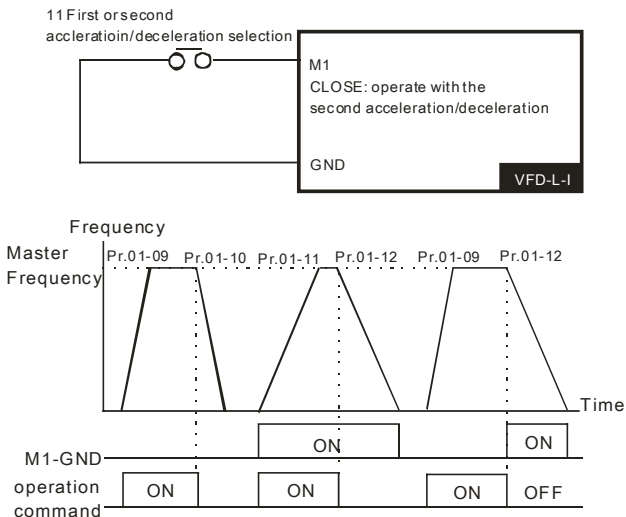 11 First or second
accleratioin/deceleration selection
M1
CLOSE: operate with the
second acceleration/deceleration
GND
VFD-L-I
Frequency
Master
Frequency
Pr.01-09 Pr.01-10 Pr.01-11 Pr.01-12 Pr.01-09 Pr.01-12
Time
M1-GND
ON ON
operation
command
ON ON ON OFF